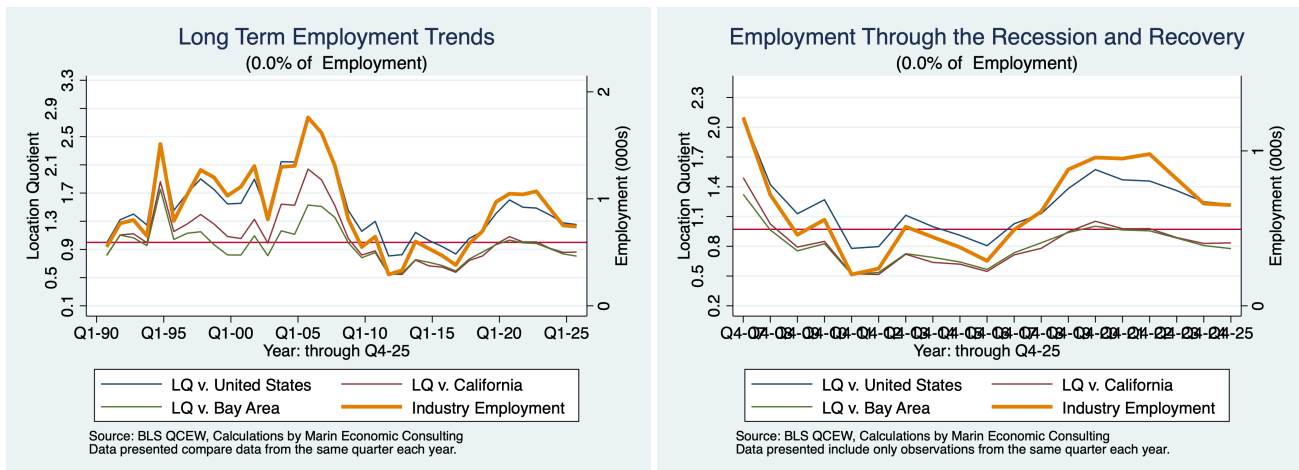 Long Term Employment Trends
(0.0% of Employment)
Location Quotient
3.3
2.9
2.5
2.1
1.7
1.3
0.9
0.5
0.1
2
1
0
Employment (000s)
Q1-90 Q1-95 Q1-00 Q1-05 Q1-10 Q1-15 Q1-20 Q1-25
Year: through Q4-25
LQ v. United States LQ v. California
LQ v. Bay Area Industry Employment
Source: BLS QCEW, Calculations by Marin Economic Consulting
Data presented compare data from the same quarter each year.
Employment Through the Recession and Recovery
(0.0% of Employment)
Location Quotient
2.3
2.0
1.7
1.4
1.1
0.8
0.5
0.2
1
0
Employment (000s)
Year: through Q4-25
LQ v. United States LQ v. California
LQ v. Bay Area Industry Employment
Source: BLS QCEW, Calculations by Marin Economic Consulting
Data presented include only observations from the same quarter each year.